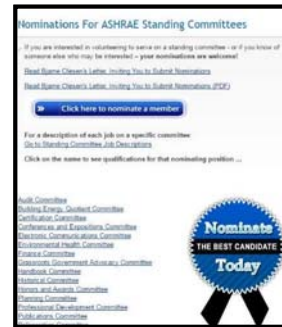 Nominations For ASHRAE Standing Committees
If you are interested in volunteering to serve on a standing committee - or if you know of
someone else who may be interested – your nominations are welcome!
Read Bjarne Olesen's Letter, Inviting You to Submit Nominations
Read Bjarne Olesen's Letter, Inviting You to Submit Nominations (PDF)
Click here to nominate a member
For a description of each job on a specific committee
Go to Standing Committee Job Descriptions
Click on the name to see qualifications for that nominating position ...
Audit Committee
Building Energy Quotient Committee
Certification Committee
Conferences and Expositions Committee
Electronic Communications Committee
Environmental Health Committee
Finance Committee
Grassroots Government Advocacy Committee
Handbook Committee
Historical Committee
Honors and Awards Committee
Planning Committee
Professional Development Committee
Publications Committee
Nominate
THE BEST CANDIDATE
Today